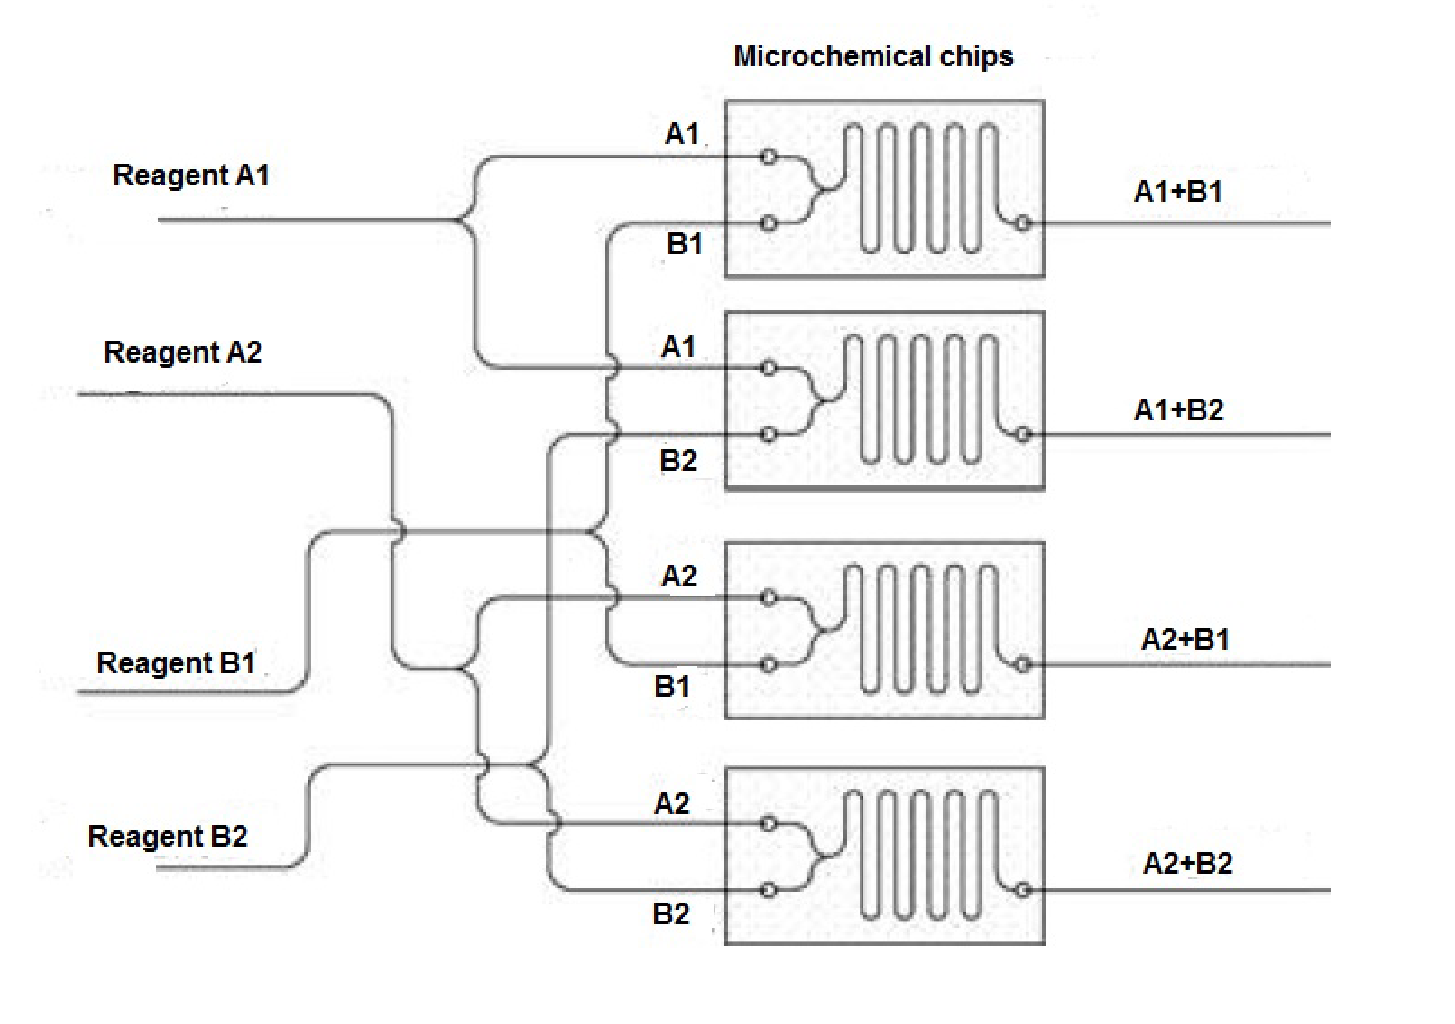 Microchemical chips
A1
Reagent A1
A1+B1
B1
Reagent A2
A1
A1+B2
B2
A2
A2+B1
Reagent B1
B1
A2
Reagent B2
A2+B2
B2